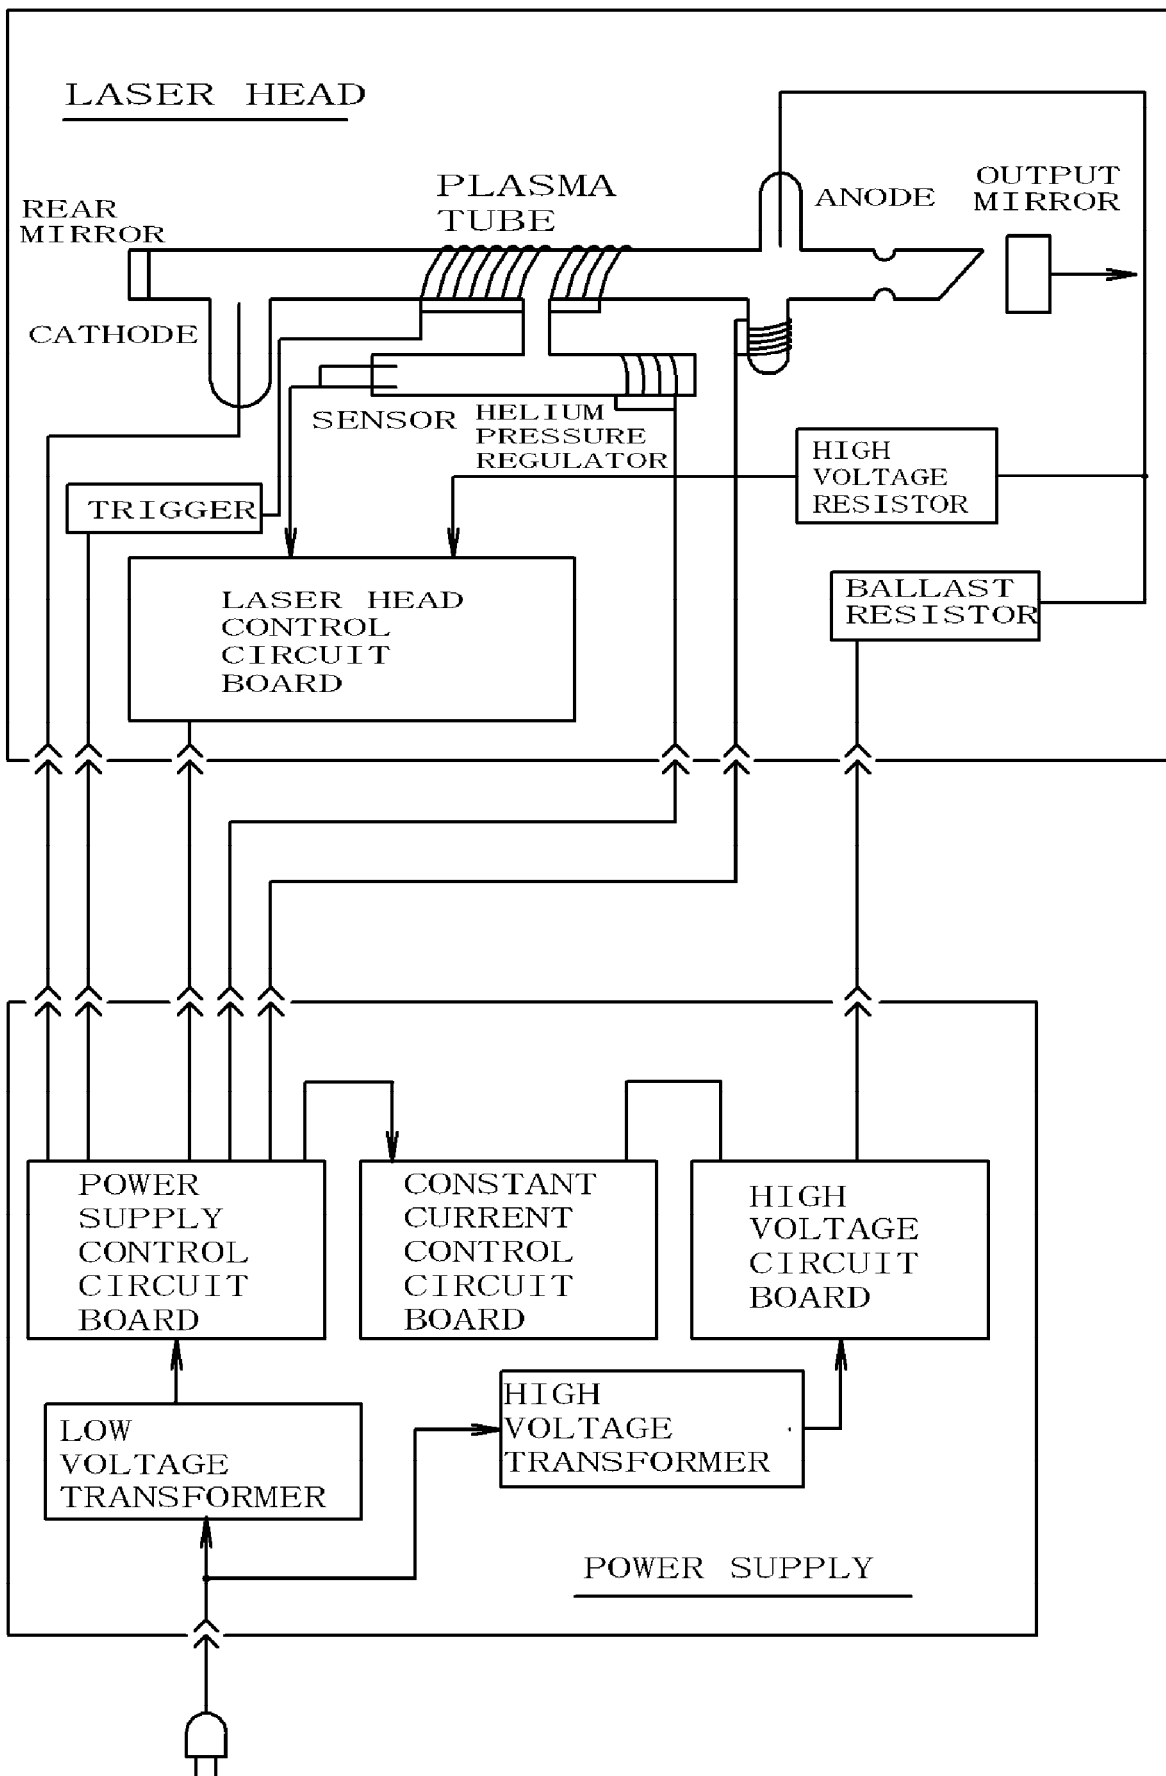 LASER HEAD
PLASMA
TUBE
REAR
MIRROR
ANODE
OUTPUT
MIRROR
CATHODE
SENSOR
HELIUM
PRESSURE
REGULATOR
HIGH
VOLTAGE
RESISTOR
TRIGGER
LASER HEAD
CONTROL
CIRCUIT
BOARD
BALLAST
RESISTOR
POWER
SUPPLY
CONTROL
CIRCUIT
BOARD
CONSTANT
CURRENT
CONTROL
CIRCUIT
BOARD
HIGH
VOLTAGE
CIRCUIT
BOARD
LOW
VOLTAGE
TRANSFORMER
HIGH
VOLTAGE
TRANSFORMER
POWER SUPPLY